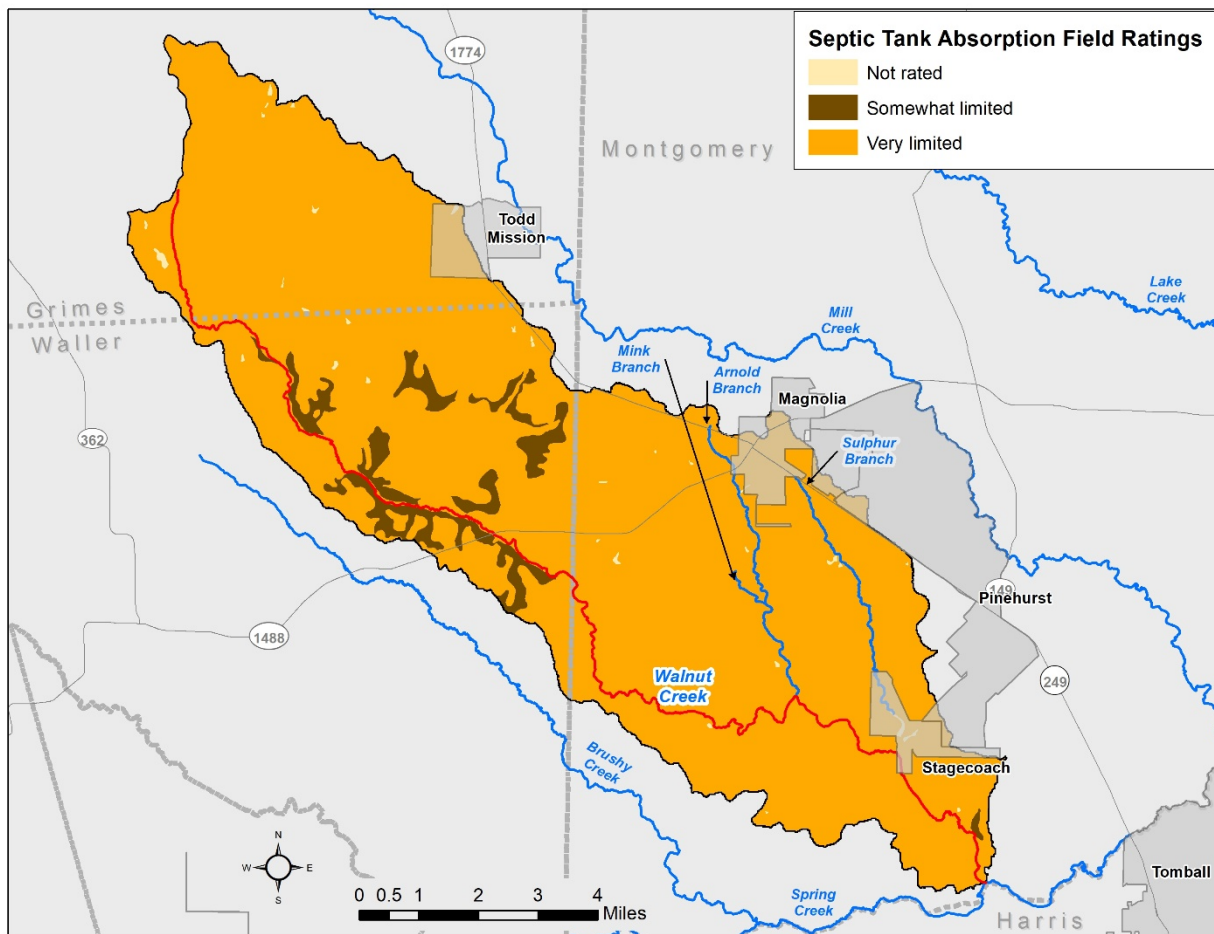 1774
Septic Tank Absorption Field Ratings
Not rated
Somewhat limited
Very limited
Montgomery
Todd
Mission
Lake
Creek
Grimes
Waller
Mill
Creek
Mink
Branch
Arnold
Branch
Magnolia
362
Sulphur
Branch
149
Pinehurst
1488
Walnut
Creek
249
Brushy
Creek
Stagecoach
N
W
E
S
Tomball
0 0.5 1 2 3 4
Miles
Spring
Creek
Harris